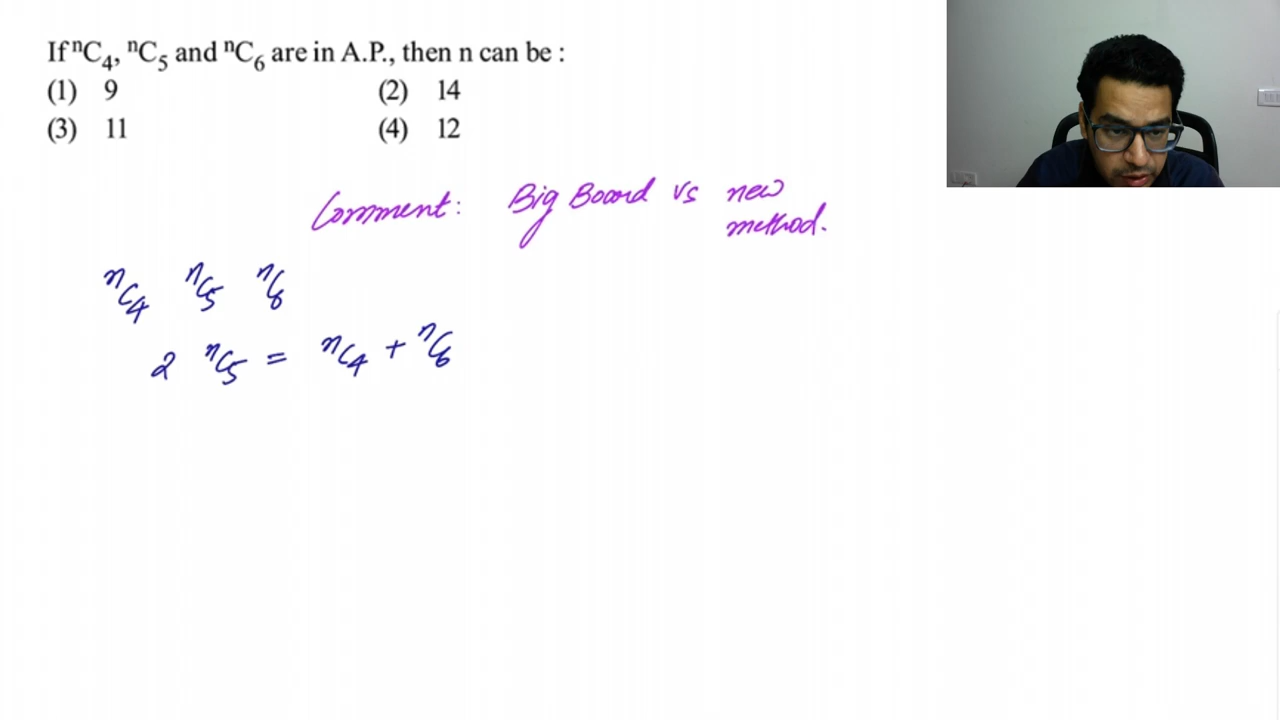 If ⁿC₄, ⁿC₅ and ⁿC₆ are in A.P., then n can be :
(1) 9 (2) 14
(3) 11 (4) 12
Comment: Big Board vs new
method.
ⁿC₄ ⁿC₅ ⁿC₆
2 ⁿC₅ = ⁿC₄ + ⁿC₆